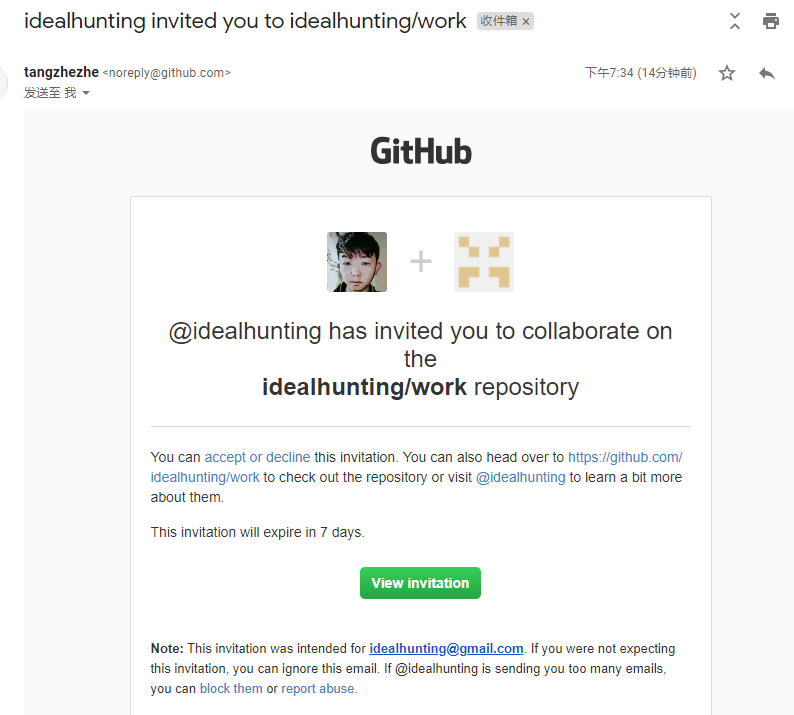 idealhunting invited you to idealhunting/work 收件箱 ×
tangzhezhe <noreply@github.com> 下午7:34 (14分钟前)
发送至 我
GitHub
@idealhunting has invited you to collaborate on
the
idealhunting/work repository
You can accept or decline this invitation. You can also head over to https://github.com/
idealhunting/work to check out the repository or visit @idealhunting to learn a bit more
about them.
This invitation will expire in 7 days.
View invitation
Note: This invitation was intended for idealhunting@gmail.com. If you were not expecting
this invitation, you can ignore this email. If @idealhunting is sending you too many emails,
you can block them or report abuse.